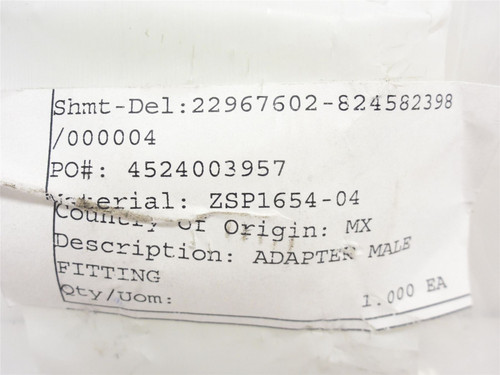 Shmt-Del:22967602-824582398
/000004
PO#: 4524003957
Material: ZSP1654-04
Country of Origin: MX
Description: ADAPTER MALE
FITTING
Qty/Uom: 1.000 EA